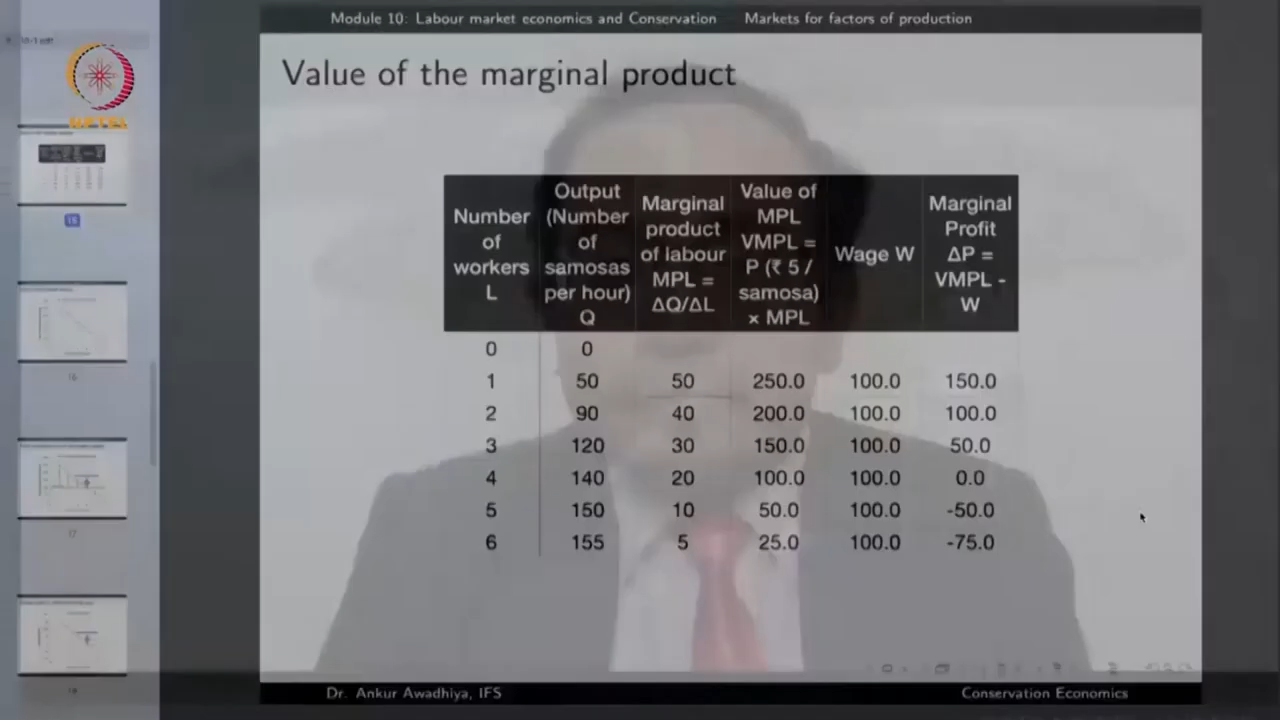 Module 10: Labour market economics and Conservation Markets for factors of production
NPTEL
Value of the marginal product
Number of workers L
Output (Number of samosas per hour) Q
Marginal product of labour MPL = ΔQ/ΔL
Value of MPL VMPL = P (₹ 5 / samosa) × MPL
Wage W
Marginal Profit ΔP = VMPL - W
0 0
1 50 50 250.0 100.0 150.0
2 90 40 200.0 100.0 100.0
3 120 30 150.0 100.0 50.0
4 140 20 100.0 100.0 0.0
5 150 10 50.0 100.0 -50.0
6 155 5 25.0 100.0 -75.0
15
16
17
18
Dr. Ankur Awadhiya, IFS Conservation Economics